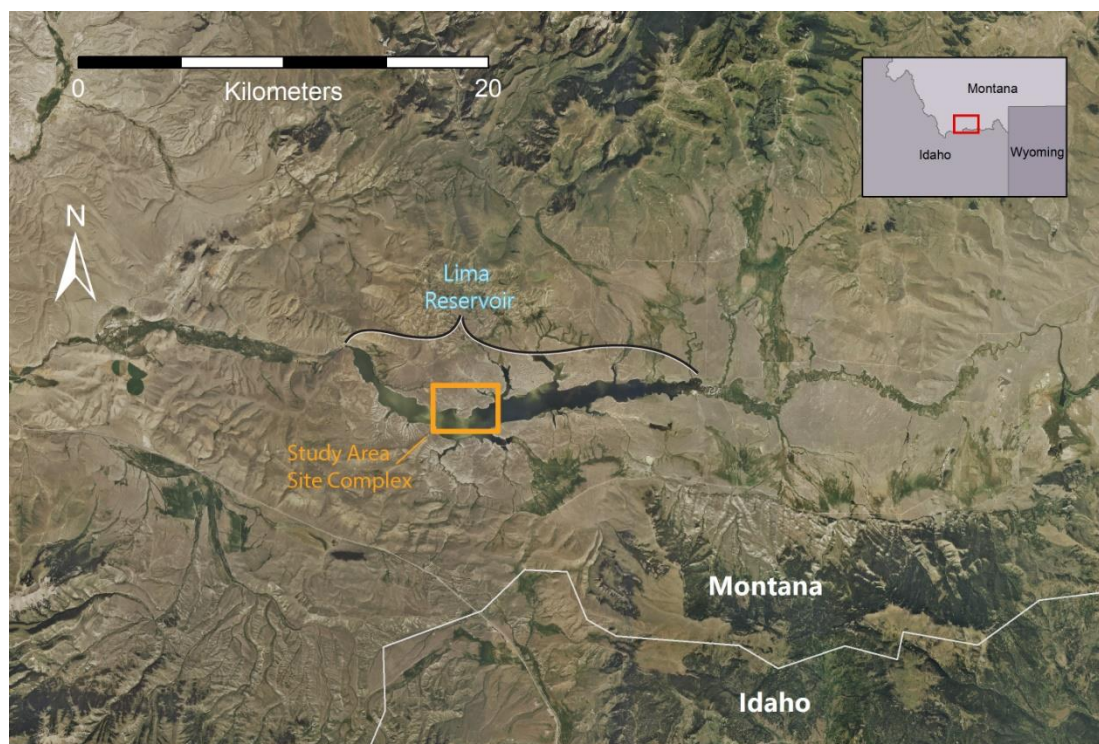 0
Kilometers
20
Montana
Idaho
Wyoming
N
Lima
Reservoir
Study Area
Site Complex
Montana
Idaho